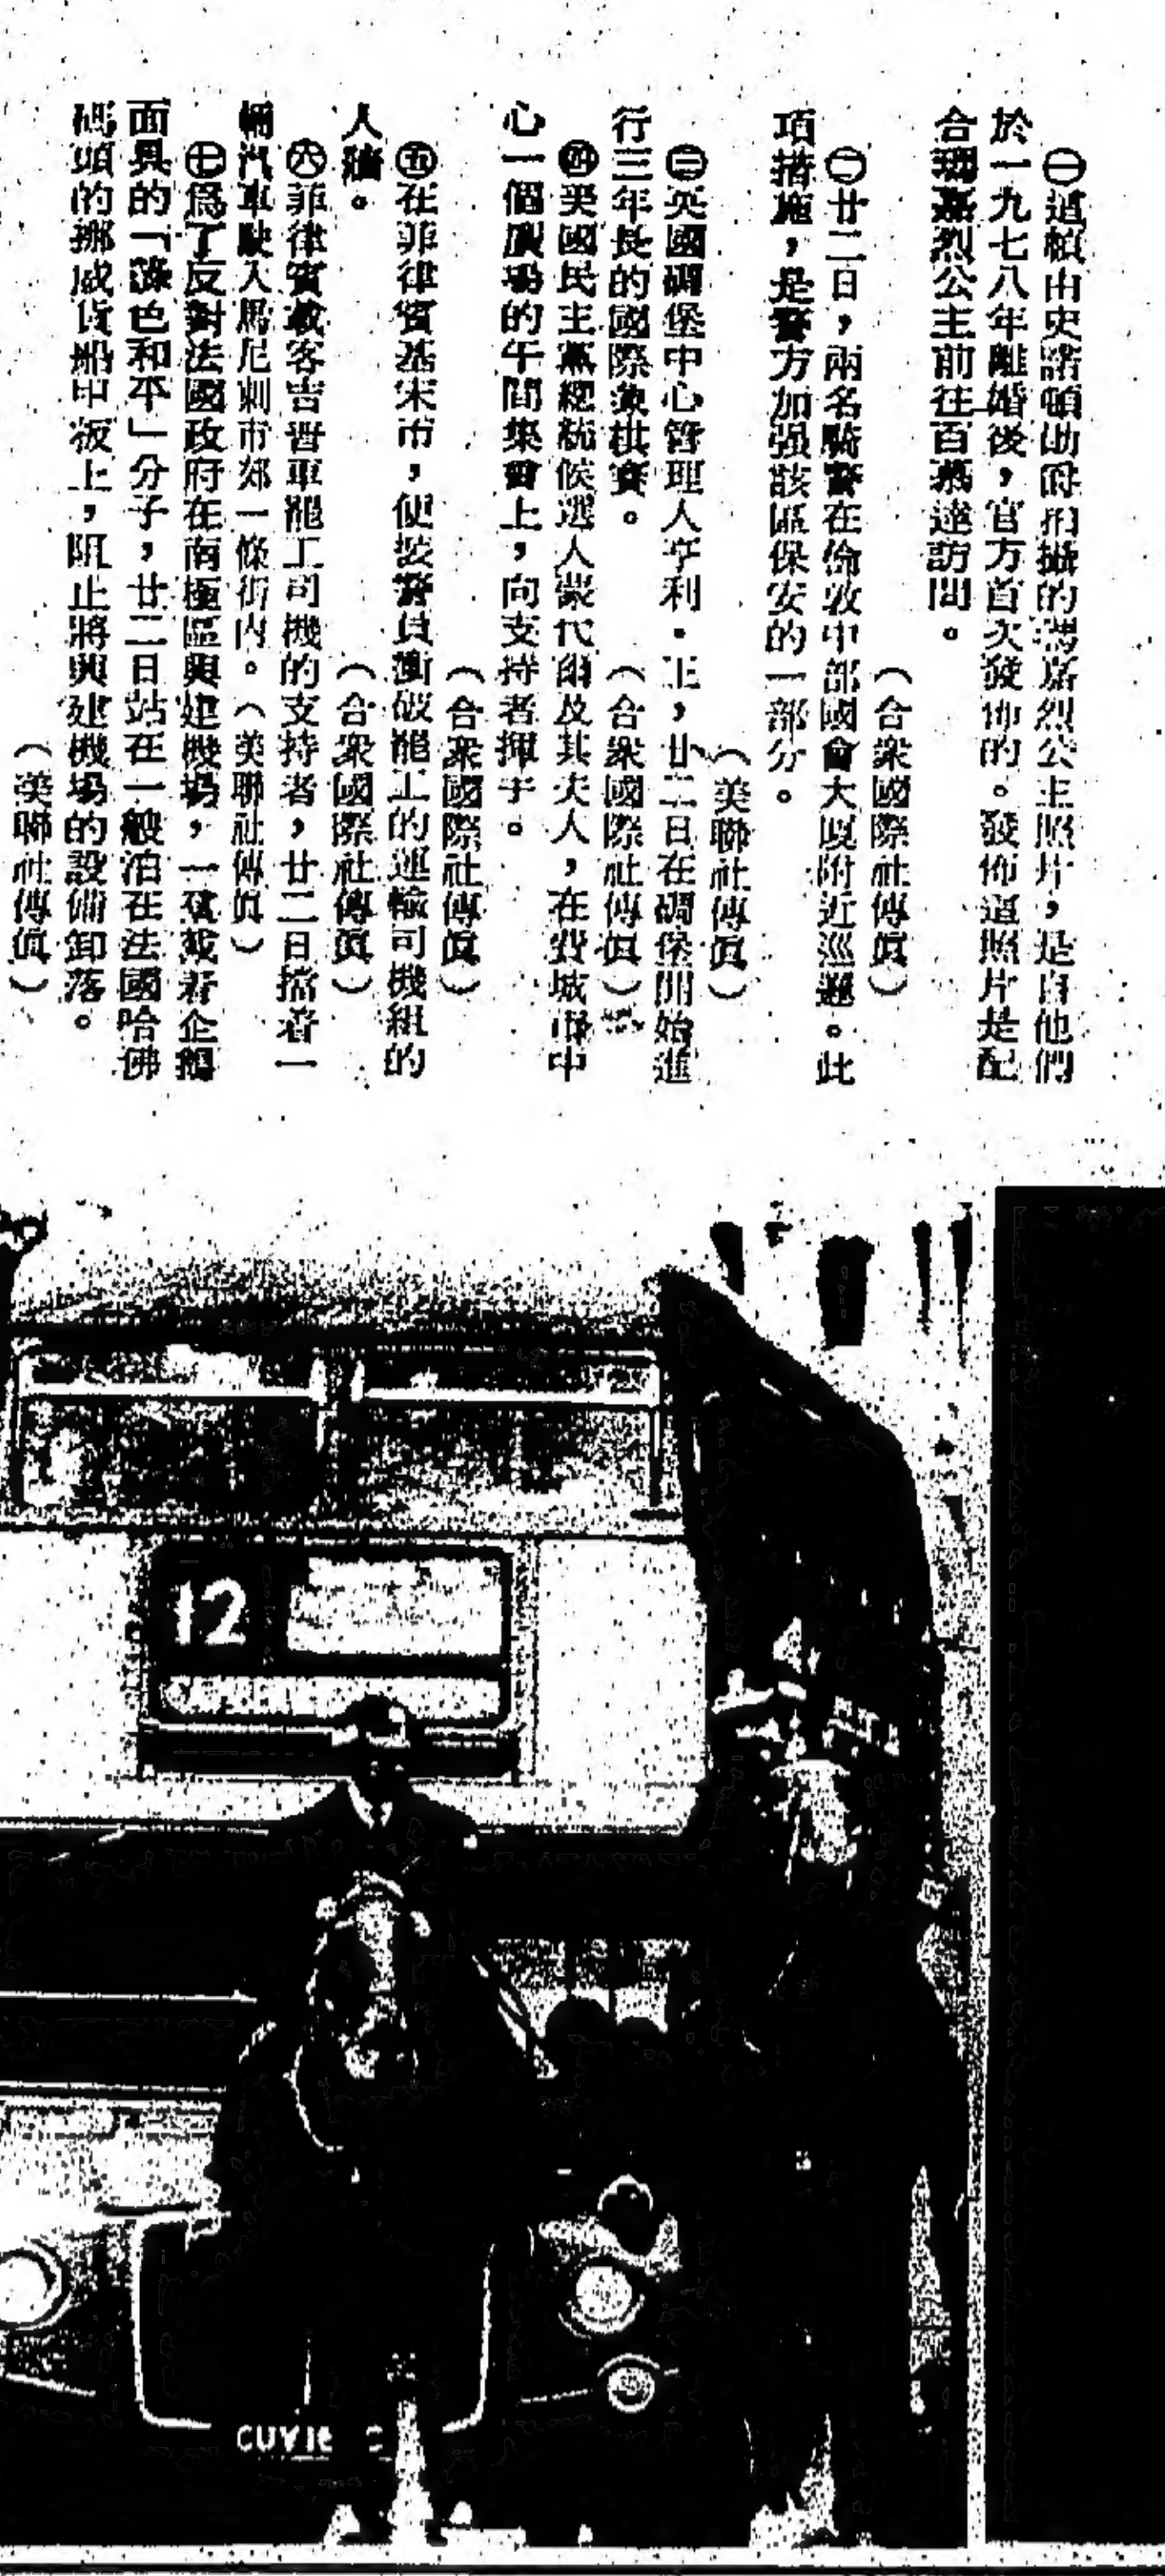 ㊀這幀由史諾頓勛爵拍攝的瑪嘉烈公主照片，是自他們
於一九七八年離婚後，官方首次發佈的。發佈這照片是配
合瑪嘉烈公主前往百慕達訪問。
（合衆國際社傳眞）
㊁廿二日，兩名騎警在倫敦中部國會大廈附近巡邏。此
項措施，是警方加强該區保安的一部分。
（美聯社傳眞）
㊂英國碉堡中心管理人亨利·王，廿二日在碉堡開始進
行三年長的國際象棋賽。
（合衆國際社傳眞）
㊃美國民主黨總統候選人蒙代爾及其夫人，在費城市中
心一個廣場的午間集會上，向支持者揮手。
（合衆國際社傳眞）
㊄在菲律賓基宋市，便裝警員衝破罷工的運輸司機組的
人牆。
（合衆國際社傳眞）
㊅菲律賓載客吉普車罷工司機的支持者，廿二日擋着一
輛汽車駛入馬尼剌市郊一條街內。（美聯社傳眞）
㊆爲了反對法國政府在南極區興建機場，一羣戴着企鵝
面具的「綠色和平」分子，廿二日站在一艘泊在法國哈佛
碼頭的挪威貨船甲板上，阻止將興建機場的設備卸落。
（美聯社傳眞）
12